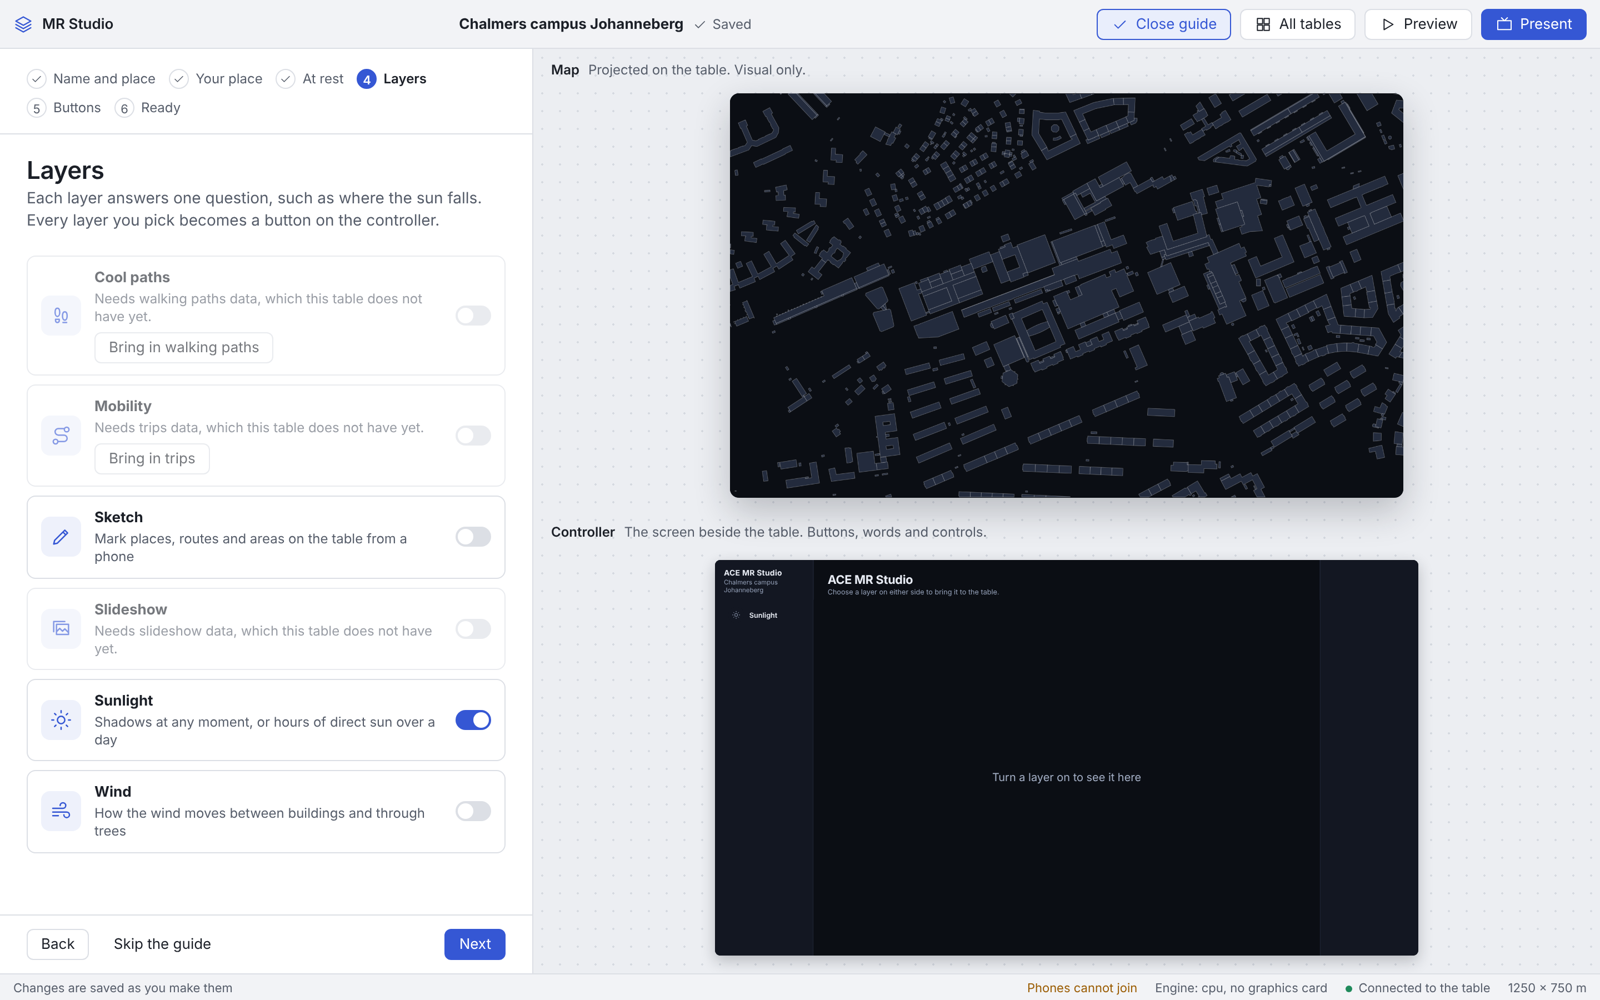 MR Studio
Chalmers campus Johanneberg
Saved
Close guide
All tables
Preview
Present
Name and place
Your place
At rest
4 Layers
5 Buttons
6 Ready
Layers
Each layer answers one question, such as where the sun falls.
Every layer you pick becomes a button on the controller.
Cool paths
Needs walking paths data, which this table does not
have yet.
Bring in walking paths
Mobility
Needs trips data, which this table does not have yet.
Bring in trips
Sketch
Mark places, routes and areas on the table from a
phone
Slideshow
Needs slideshow data, which this table does not have
yet.
Sunlight
Shadows at any moment, or hours of direct sun over a
day
Wind
How the wind moves between buildings and through
trees
Back
Skip the guide
Next
Map Projected on the table. Visual only.
Controller The screen beside the table. Buttons, words and controls.
ACE MR Studio
Chalmers campus
Johanneberg
Sunlight
ACE MR Studio
Choose a layer on either side to bring it to the table.
Turn a layer on to see it here
Changes are saved as you make them
Phones cannot join
Engine: cpu, no graphics card
Connected to the table
1250 × 750 m